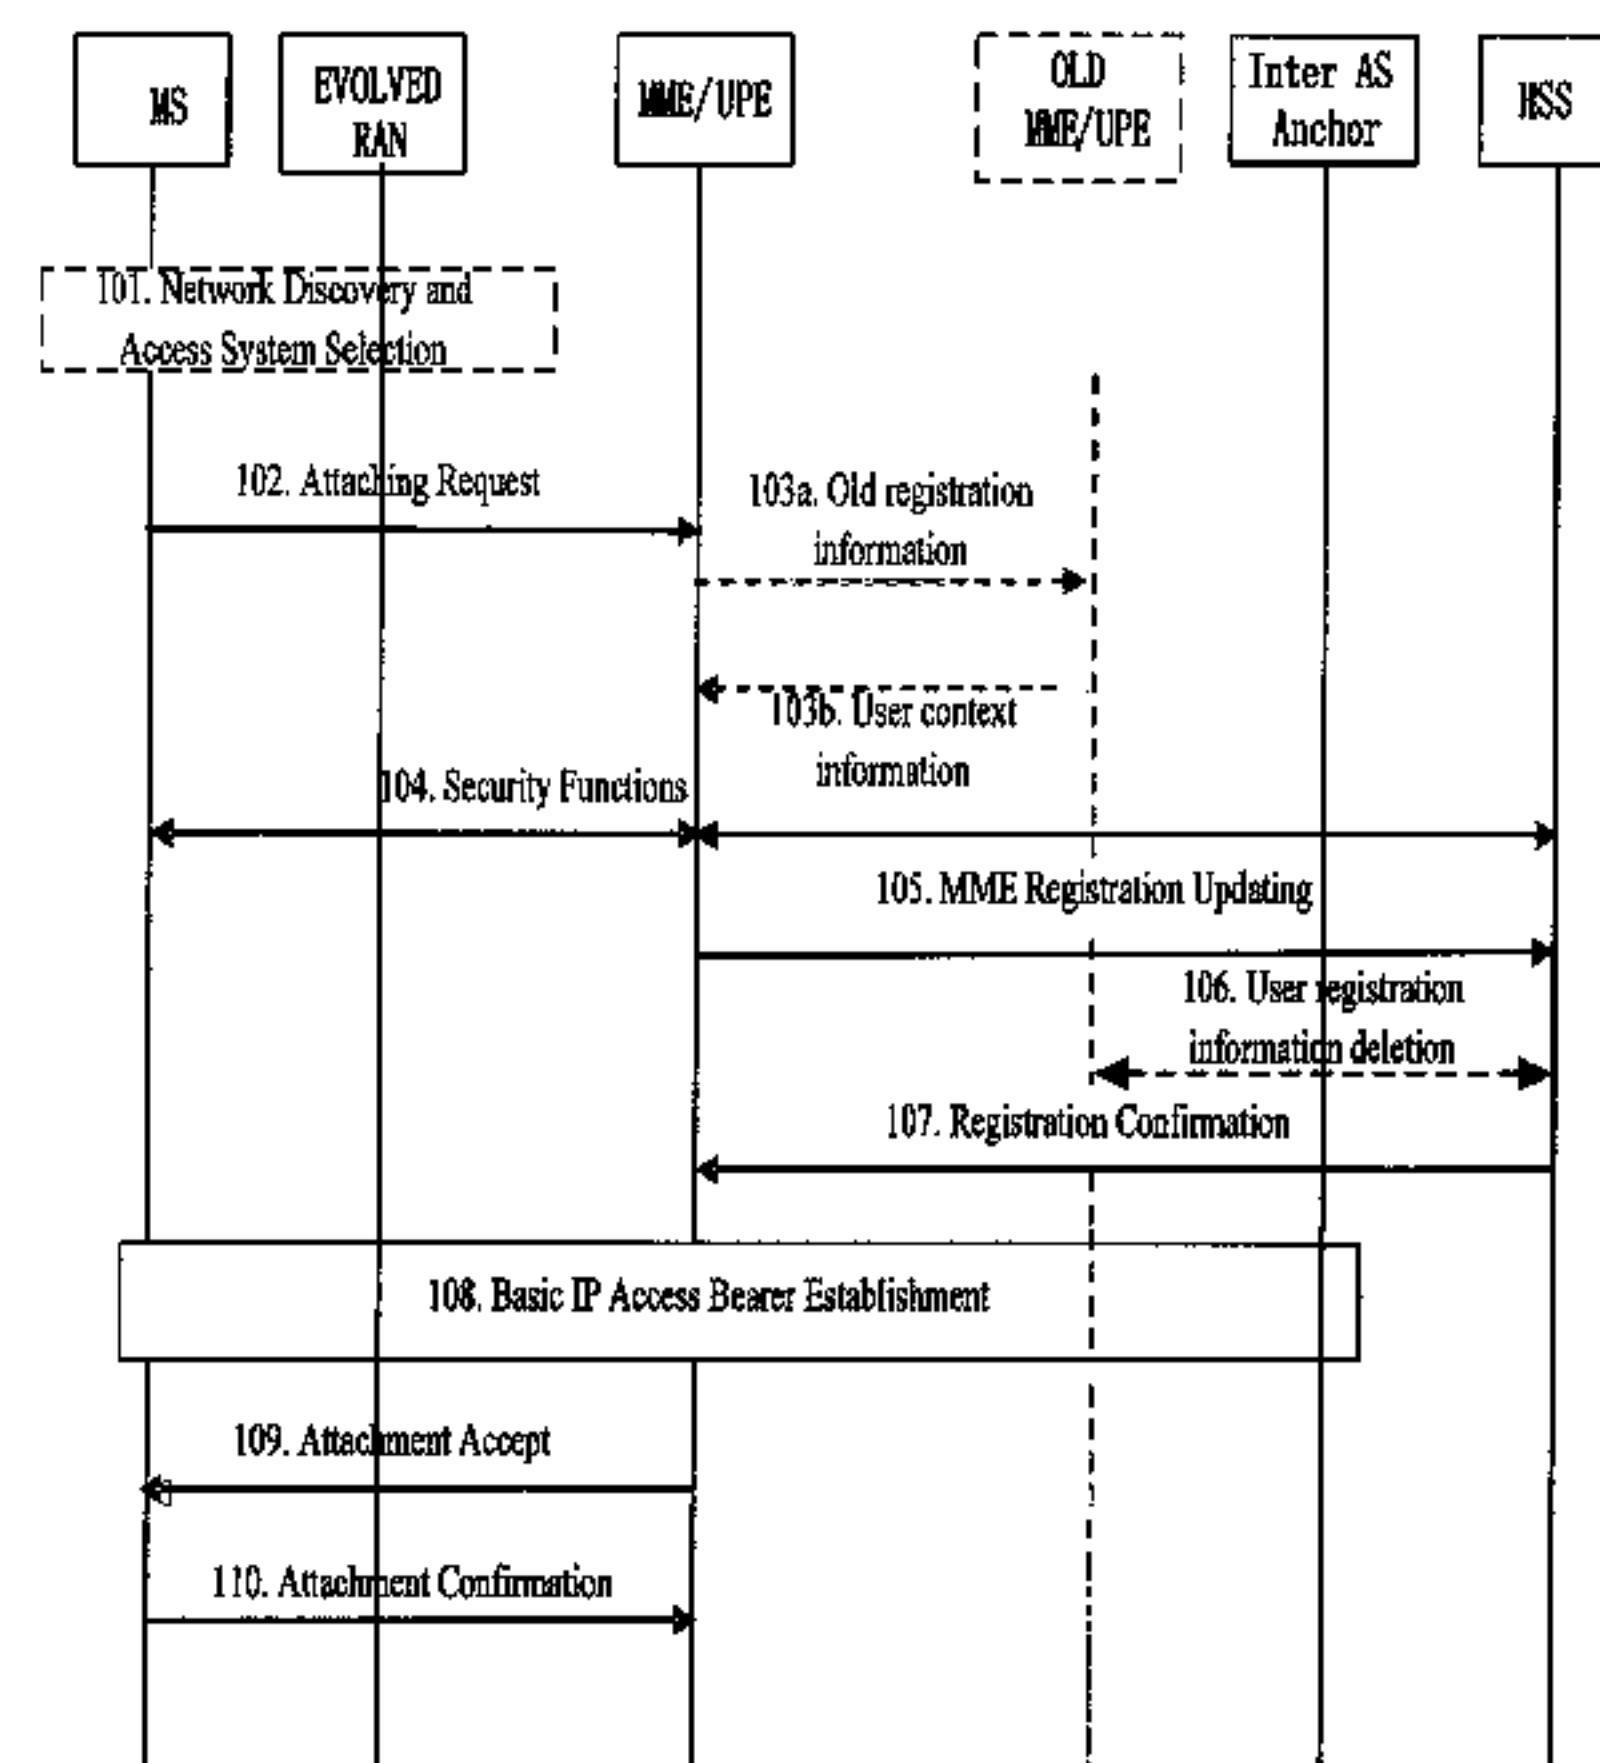 MS
EVOLVED
RAN
MME/UPE
OLD
MME/UPE
Inter AS
Anchor
HSS
101. Network Discovery and
Access System Selection
102. Attaching Request
103a. Old registration
information
103b. User context
information
104. Security Functions
105. MME Registration Updating
106. User registration
information deletion
107. Registration Confirmation
108. Basic IP Access Bearer Establishment
109. Attachment Accept
110. Attachment Confirmation